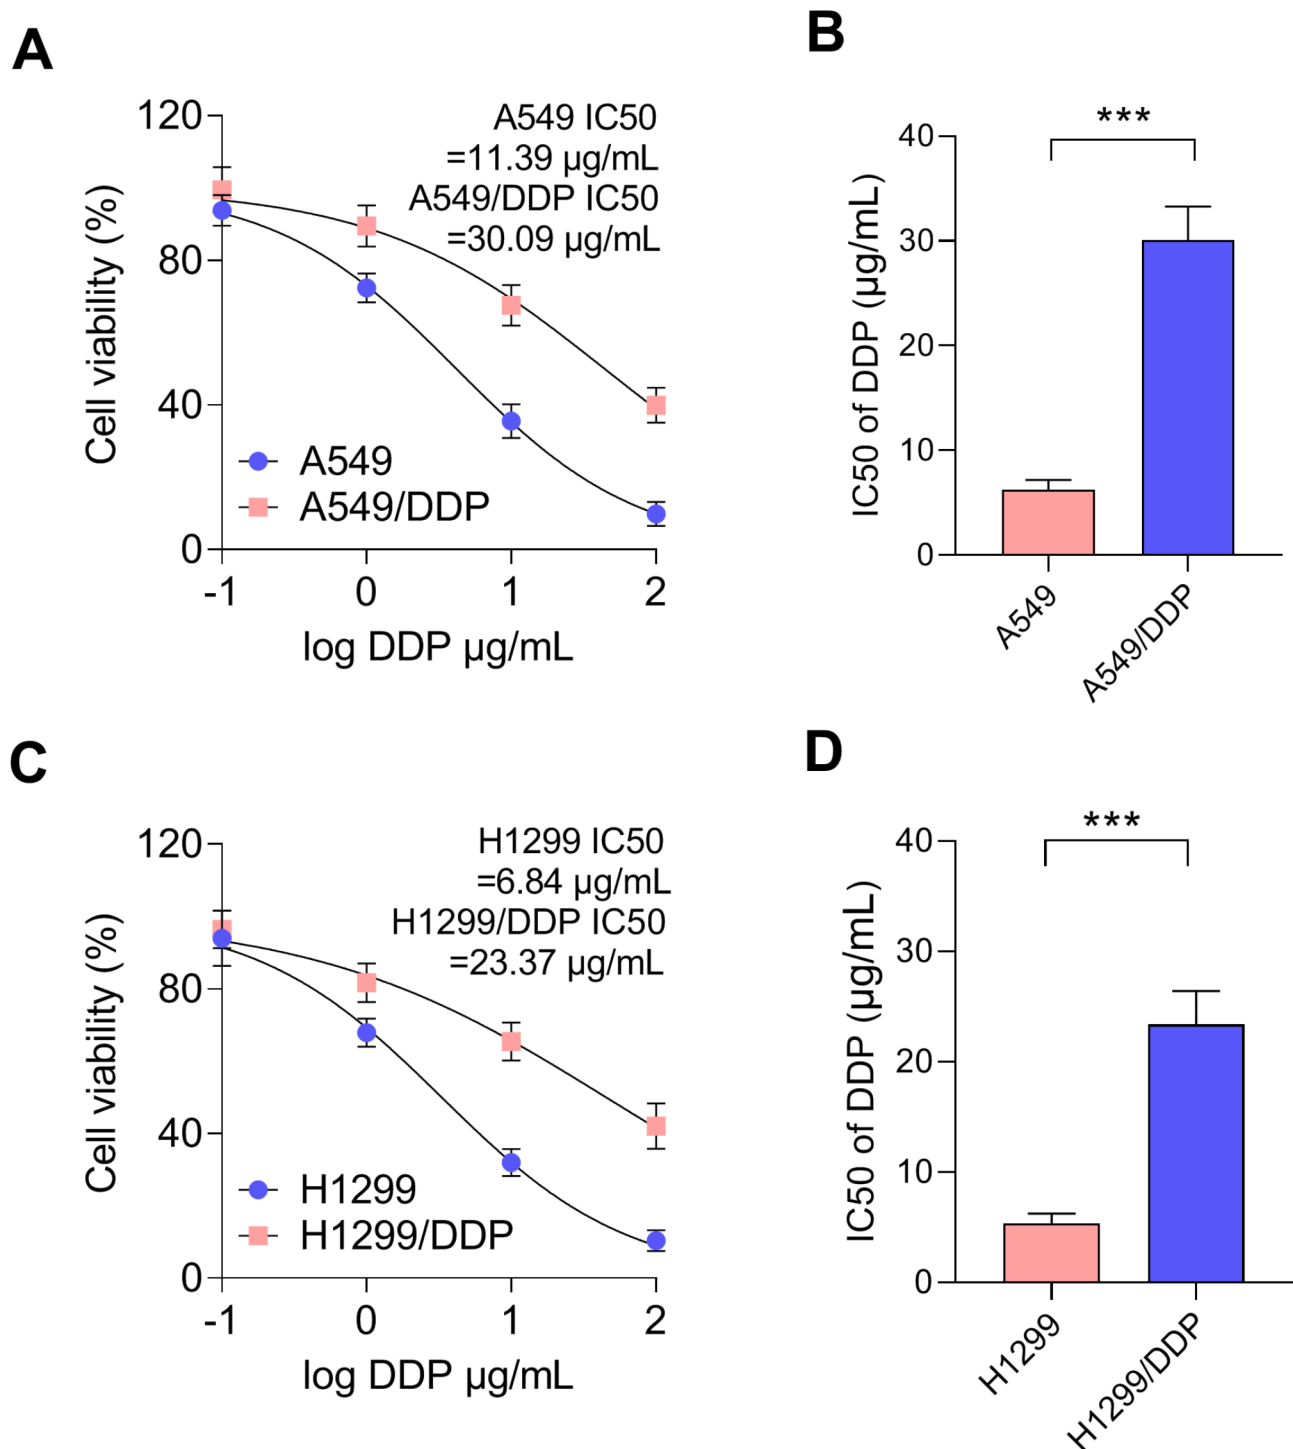 A
120
80
40
0
-1
0
1
2
Cell viability (%)
log DDP µg/mL
A549 IC50
=11.39 µg/mL
A549/DDP IC50
=30.09 µg/mL
A549
A549/DDP
B
***
40
30
20
10
0
IC50 of DDP (µg/mL)
A549
A549/DDP
C
120
80
40
0
-1
0
1
2
Cell viability (%)
log DDP µg/mL
H1299 IC50
=6.84 µg/mL
H1299/DDP IC50
=23.37 µg/mL
H1299
H1299/DDP
D
***
40
30
20
10
0
IC50 of DDP (µg/mL)
H1299
H1299/DDP